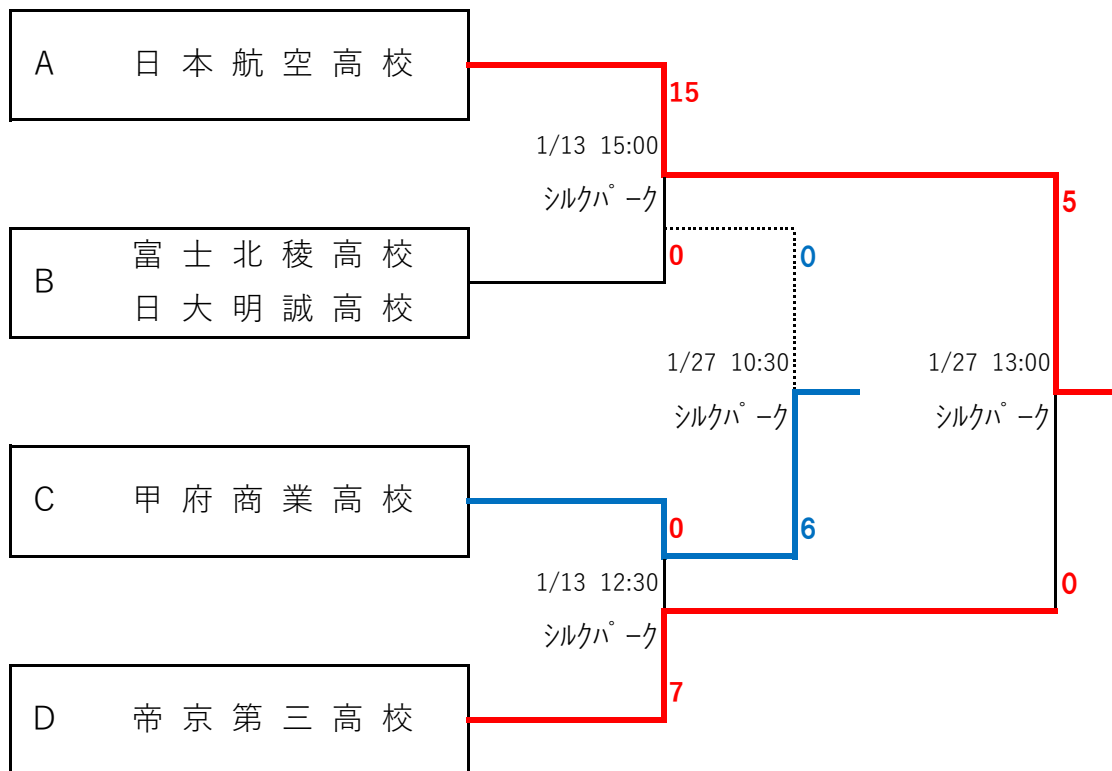 A 日本航空高校
15
1/13 15:00
シルクパーク
5
B 富士北稜高校
日大明誠高校
0
0
1/27 10:30
シルクパーク
1/27 13:00
シルクパーク
C 甲府商業高校
0
6
1/13 12:30
シルクパーク
0
D 帝京第三高校
7